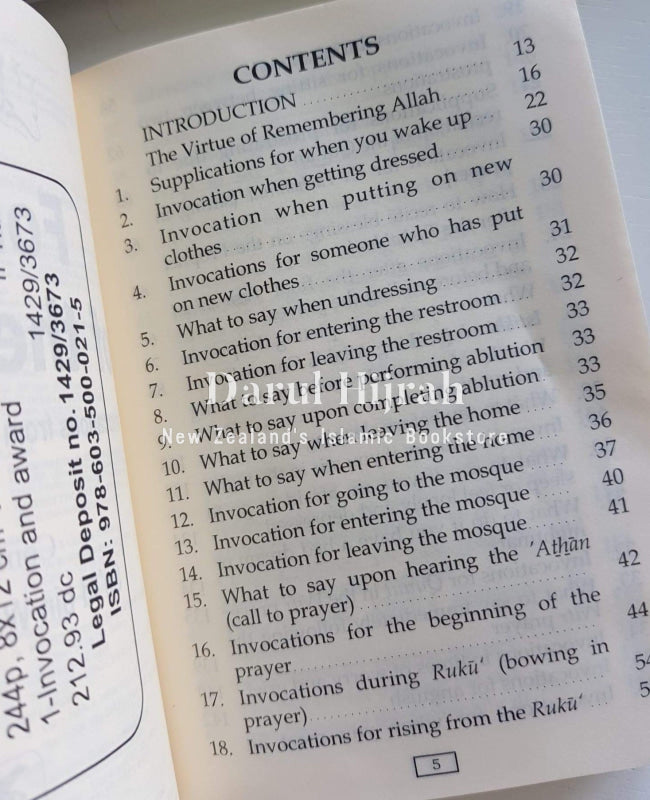 244p, 8x12 cm
1-Invocation and award
212.93 dc 1429/3673
Legal Deposit no. 1429/3673
ISBN: 978-603-500-021-5
CONTENTS
INTRODUCTION 13
The Virtue of Remembering Allah 16
1. Supplications for when you wake up 22
2. Invocation when getting dressed 30
3. Invocation when putting on new
clothes 30
4. Invocations for someone who has put
on new clothes 31
5. What to say when undressing 32
6. Invocation for entering the restroom 32
7. Invocation for leaving the restroom 33
8. What to say before performing ablution 33
9. What to say upon completing ablution 33
10. What to say when leaving the home 35
11. What to say when entering the home 36
12. Invocation for going to the mosque 37
13. Invocation for entering the mosque 40
14. Invocation for leaving the mosque 41
15. What to say upon hearing the 'Athān
(call to prayer) 42
16. Invocations for the beginning of the
prayer 44
17. Invocations during Rukū' (bowing in
prayer) 54
18. Invocations for rising from the Rukū'
5
Darul Hijrah
New Zealand's Islamic Bookstore